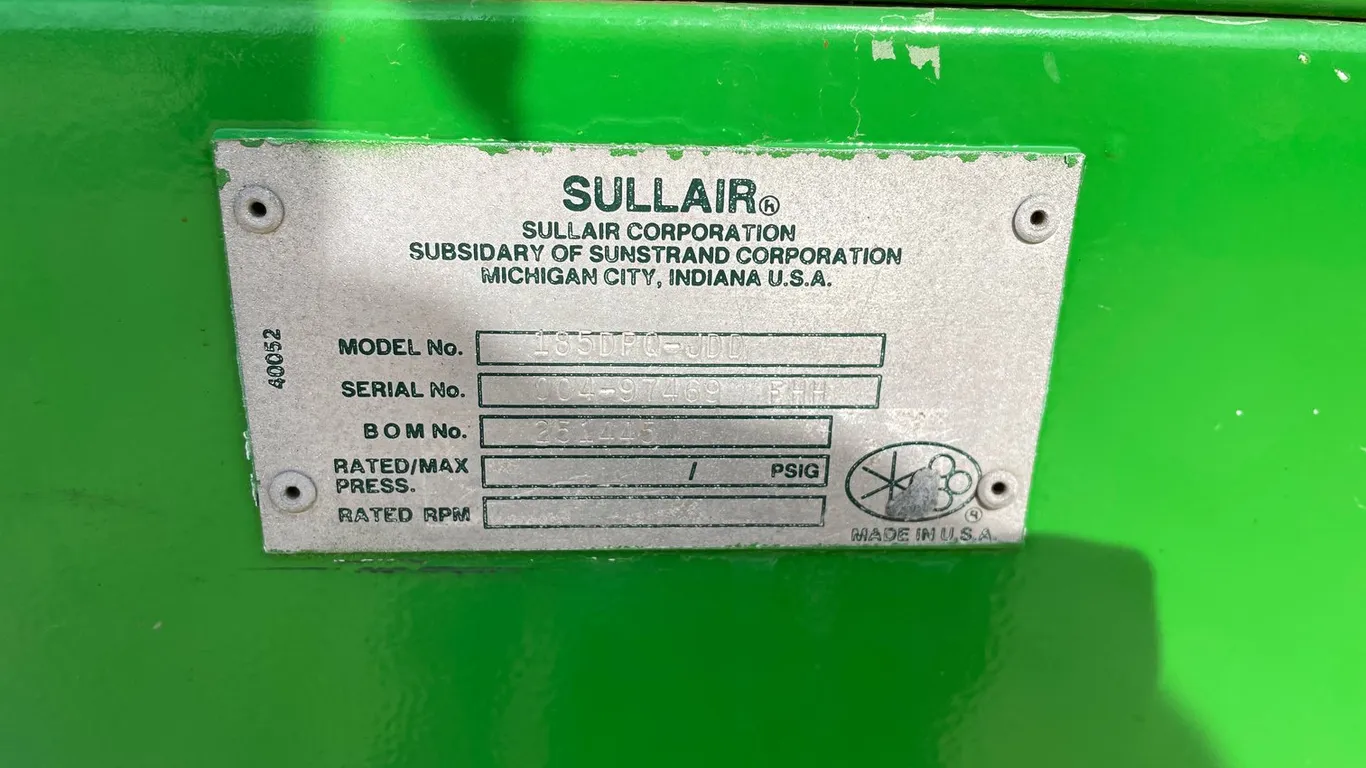 SULLAIR®
SULLAIR CORPORATION
SUBSIDARY OF SUNSTRAND CORPORATION
MICHIGAN CITY, INDIANA U.S.A.
40052
MODEL No. 185DPQ-JDD
SERIAL No. 004-97469 FHH
BOM No. 251445
RATED/MAX PRESS. / PSIG
RATED RPM
®
MADE IN U.S.A.